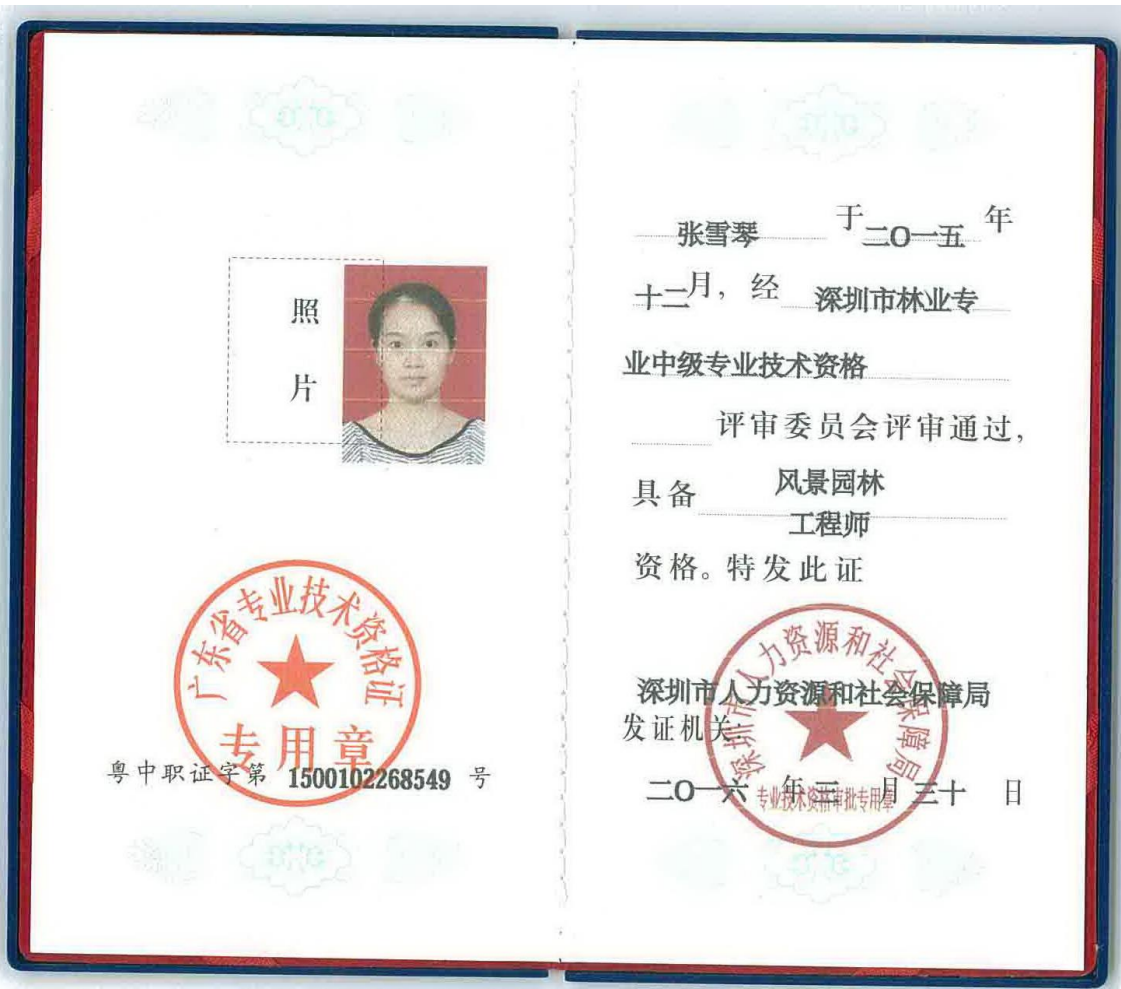 照
片
广东省专业技术资格证
专用章
粤中职证字第 1500102268549 号
张雪琴 于二〇一五年
十二月，经 深圳市林业专
业中级专业技术资格
评审委员会评审通过，
具备 风景园林
工程师
资格。特发此证
深圳市人力资源和社会保障局
深圳市人力资源和社会保障局
发证机关：
二〇一六年三月三十日
专业技术资格审批专用章